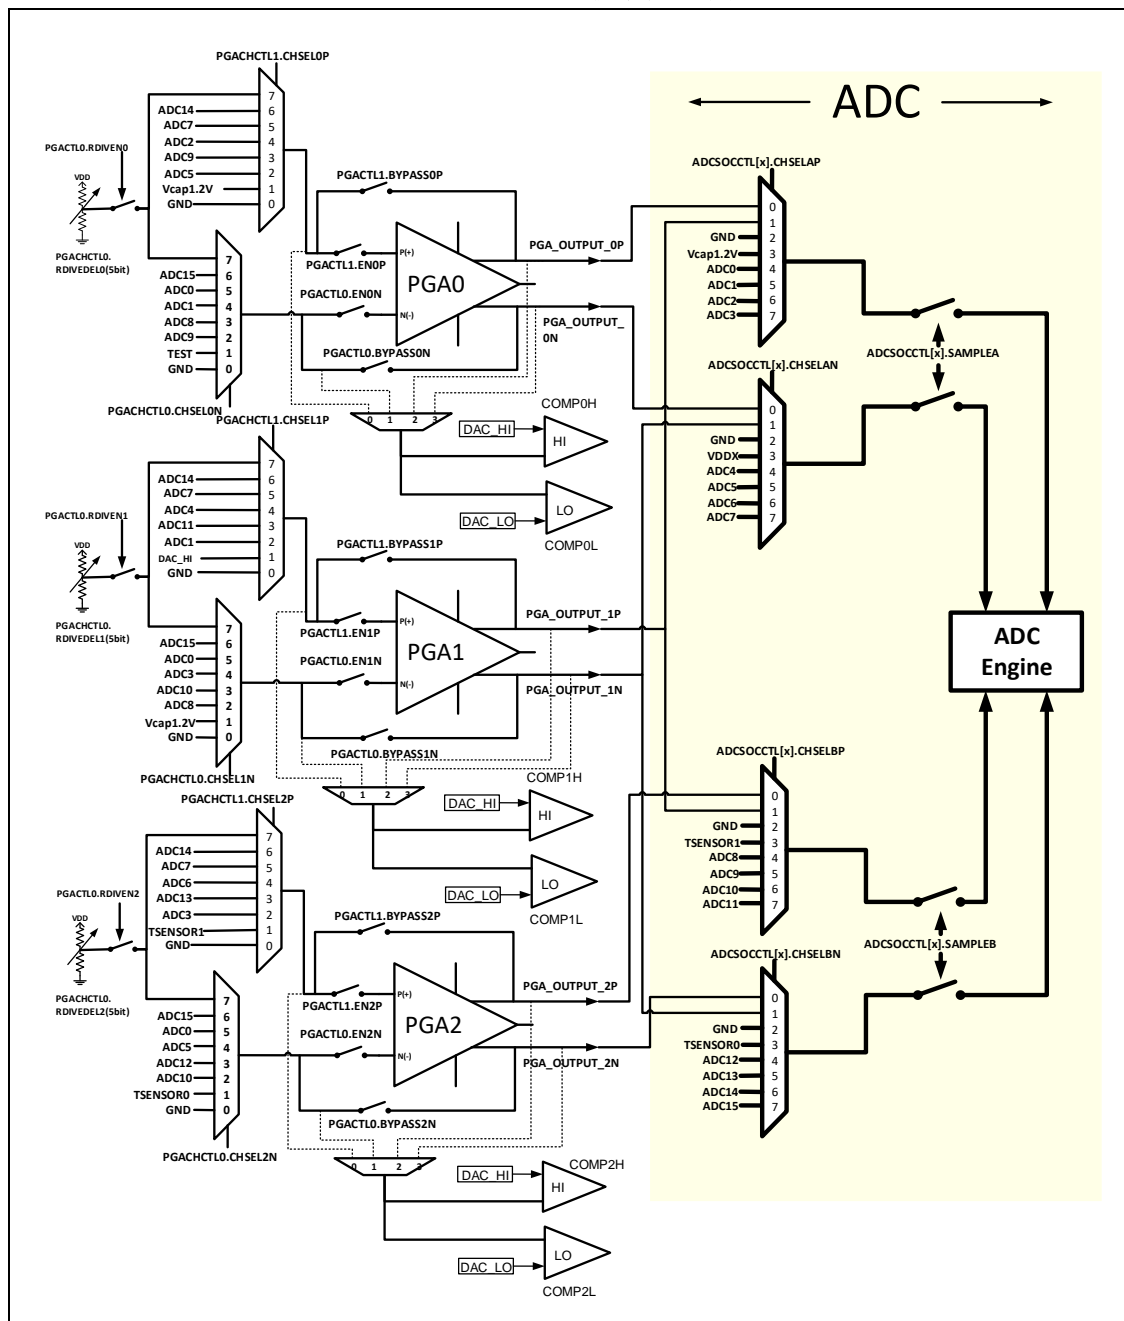 PGACHCTL1.CHSEL0P
7
ADC14
6
ADC7
5
ADC2
4
ADC9
3
ADC5
2
Vcap1.2V
1
GND
0
PGACTL0.RDIVEN0
VDD
PGACHCTL0.
RDIVEDEL0(5bit)
7
ADC15
6
ADC0
5
ADC1
4
ADC8
3
ADC9
2
TEST
1
GND
0
PGACHCTL0.CHSEL0N
PGACTL1.BYPASS0P
PGACTL1.EN0P
P(+)
PGA0
PGACTL0.EN0N
N(-)
PGACTL0.BYPASS0N
PGA_OUTPUT_0P
PGA_OUTPUT_
0N
0 1 2 3
COMP0H
DAC_HI
HI
DAC_LO
LO
COMP0L
PGACHCTL1.CHSEL1P
7
ADC14
6
ADC7
5
ADC4
4
ADC11
3
ADC1
2
DAC_HI
1
GND
0
PGACTL0.RDIVEN1
VDD
PGACHCTL0.
RDIVEDEL1(5bit)
7
ADC15
6
ADC0
5
ADC3
4
ADC10
3
ADC8
2
Vcap1.2V
1
GND
0
PGACHCTL0.CHSEL1N
PGACTL1.BYPASS1P
PGACTL1.EN1P
P(+)
PGA1
PGACTL0.EN1N
N(-)
PGACTL0.BYPASS1N
PGA_OUTPUT_1P
PGA_OUTPUT_1N
0 1 2 3
COMP1H
DAC_HI
HI
DAC_LO
LO
COMP1L
PGACHCTL1.CHSEL2P
7
ADC14
6
ADC7
5
ADC6
4
ADC13
3
ADC3
2
TSENSOR1
1
GND
0
PGACTL0.RDIVEN2
VDD
PGACHCTL0.
RDIVEDEL2(5bit)
7
ADC15
6
ADC0
5
ADC5
4
ADC12
3
ADC10
2
TSENSOR0
1
GND
0
PGACHCTL0.CHSEL2N
PGACTL1.BYPASS2P
PGACTL1.EN2P
P(+)
PGA2
PGACTL0.EN2N
N(-)
PGACTL0.BYPASS2N
PGA_OUTPUT_2P
PGA_OUTPUT_2N
0 1 2 3
COMP2H
DAC_HI
HI
DAC_LO
LO
COMP2L
ADC
ADCSOCCTL[x].CHSELAP
0
1
GND
2
Vcap1.2V
3
ADC0
4
ADC1
5
ADC2
6
ADC3
7
ADCSOCCTL[x].SAMPLEA
ADCSOCCTL[x].CHSELAN
0
1
GND
2
VDDX
3
ADC4
4
ADC5
5
ADC6
6
ADC7
7
ADC
Engine
ADCSOCCTL[x].CHSELBP
0
1
GND
2
TSENSOR1
3
ADC8
4
ADC9
5
ADC10
6
ADC11
7
ADCSOCCTL[x].SAMPLEB
ADCSOCCTL[x].CHSELBN
0
1
GND
2
TSENSOR0
3
ADC12
4
ADC13
5
ADC14
6
ADC15
7